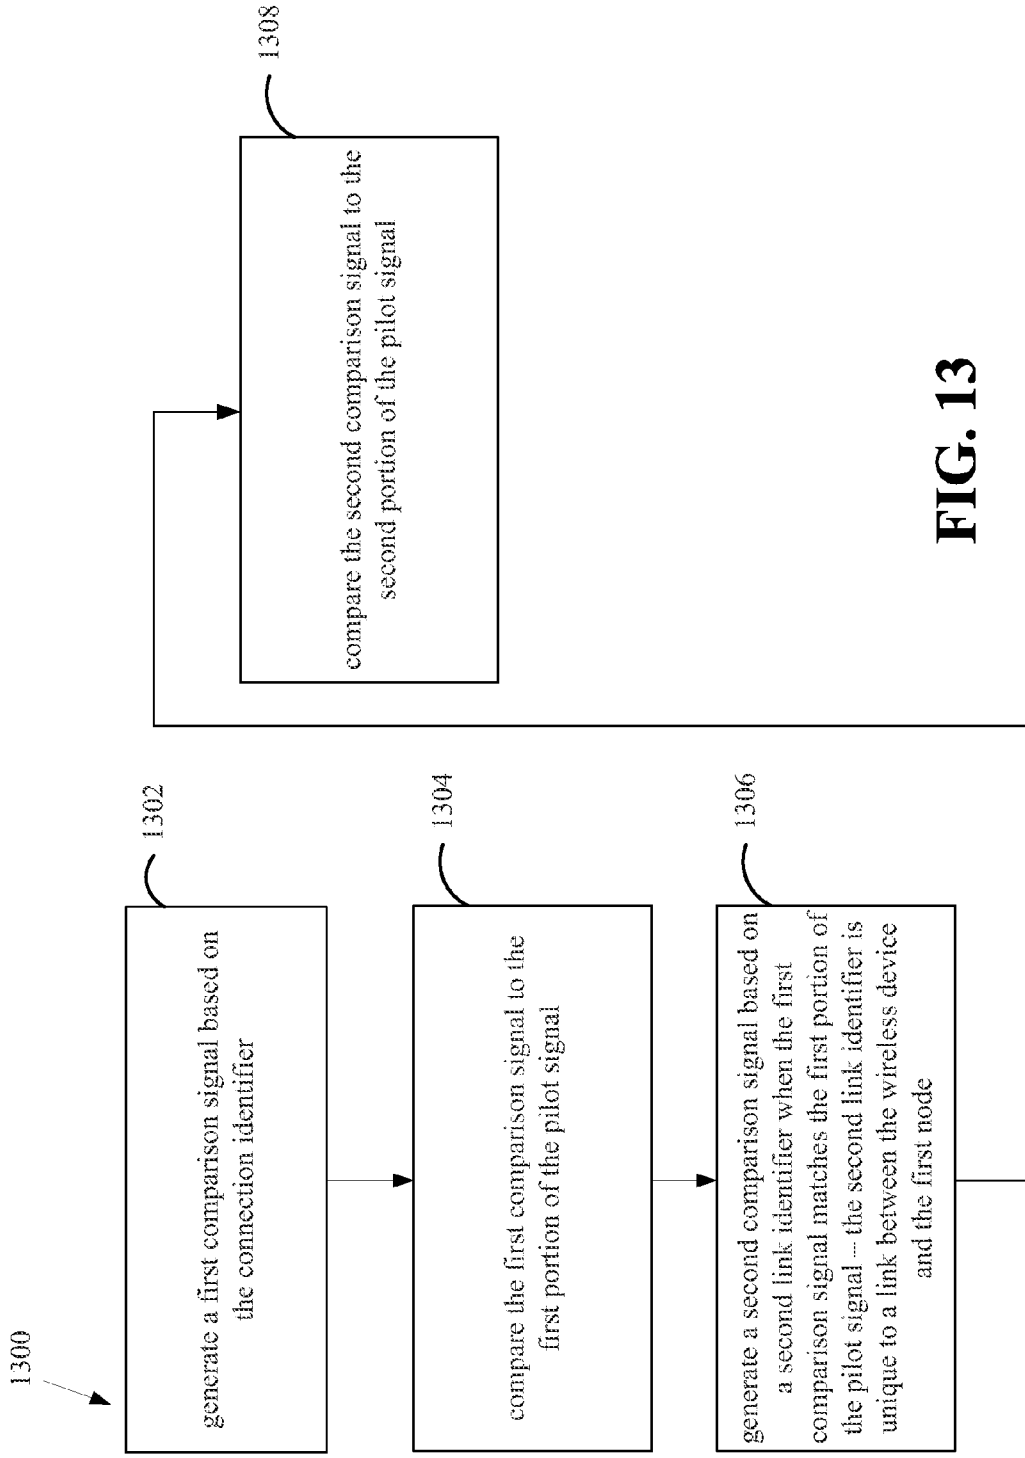 1300
1302
generate a first comparison signal based on
the connection identifier
1304
compare the first comparison signal to the
first portion of the pilot signal
1306
generate a second comparison signal based on
a second link identifier when the first
comparison signal matches the first portion of
the pilot signal -- the second link identifier is
unique to a link between the wireless device
and the first node
1308
compare the second comparison signal to the
second portion of the pilot signal
FIG. 13